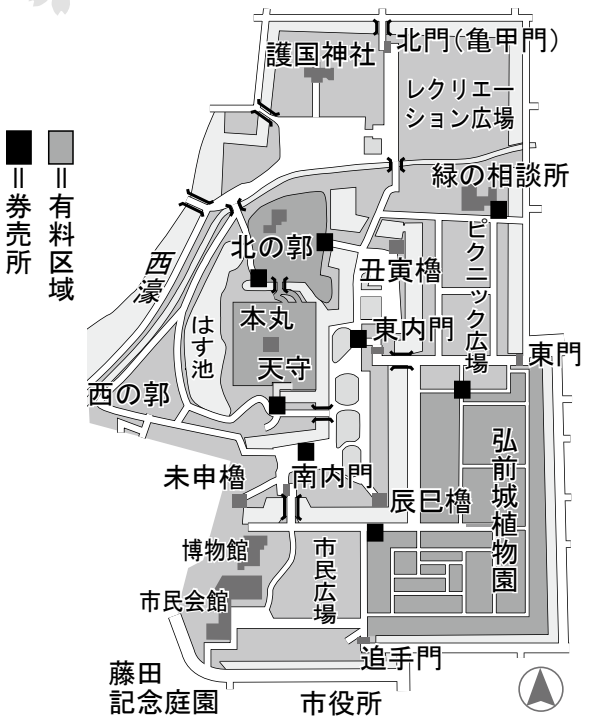 護国神社
北門(亀甲門)
レクリエー
ション広場
緑の相談所
■=有料区域
■=券売所
西濠
北の郭
丑寅櫓
ピクニック広場
はす池
本丸
東内門
天守
東門
西の郭
弘前城植物園
未申櫓
南内門
辰巳櫓
博物館
市民広場
市民会館
追手門
藤田
記念庭園
市役所